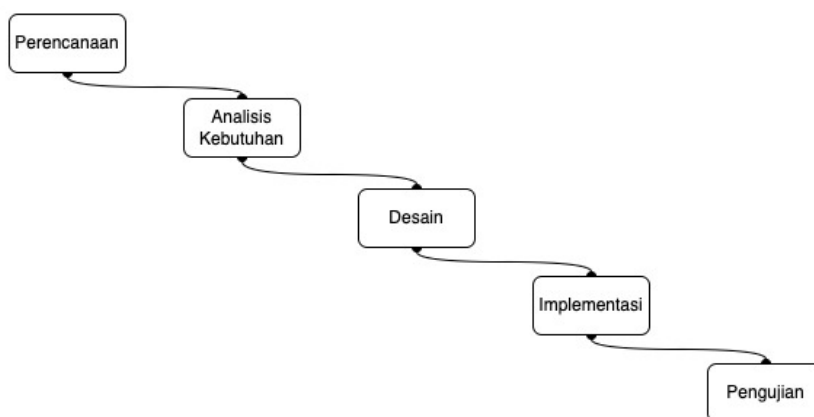 Perencanaan
Analisis
Kebutuhan
Desain
Implementasi
Pengujian